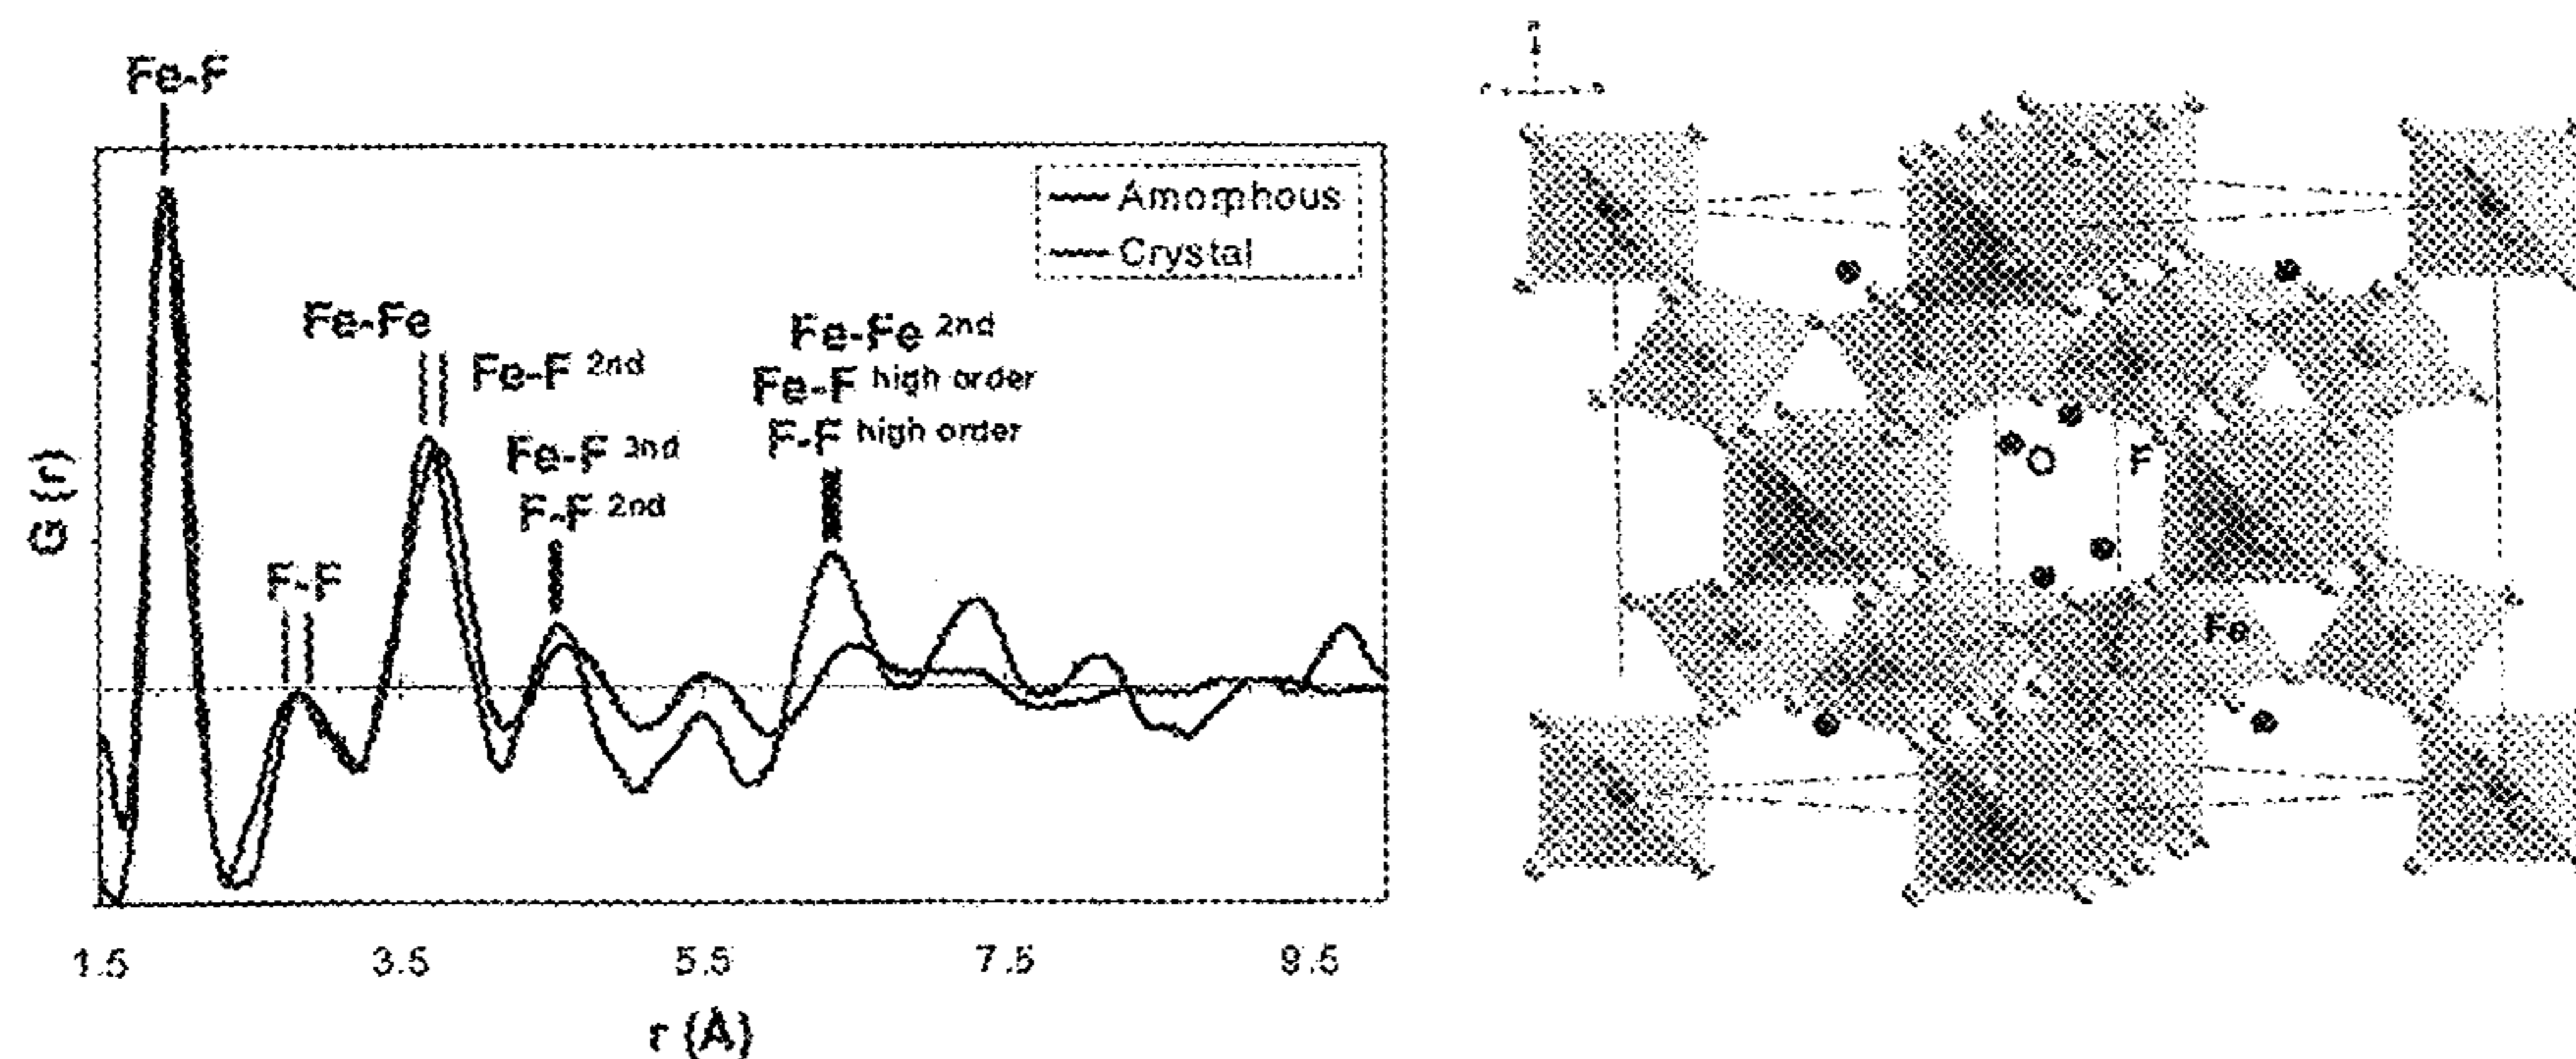 Fe-F
Amorphous
Crystal
Fe-Fe
Fe-F 2nd
Fe-Fe 2nd
Fe-F high order
F-F high order
Fe-F 3nd
F-F 2nd
F-F
G (r)
1.5
3.5
5.5
7.5
9.5
r (Å)
O
F
Fe